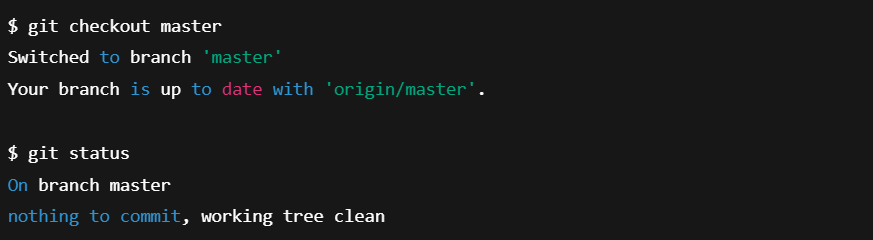 $ git checkout master
Switched to branch 'master'
Your branch is up to date with 'origin/master'.
$ git status
On branch master
nothing to commit, working tree clean